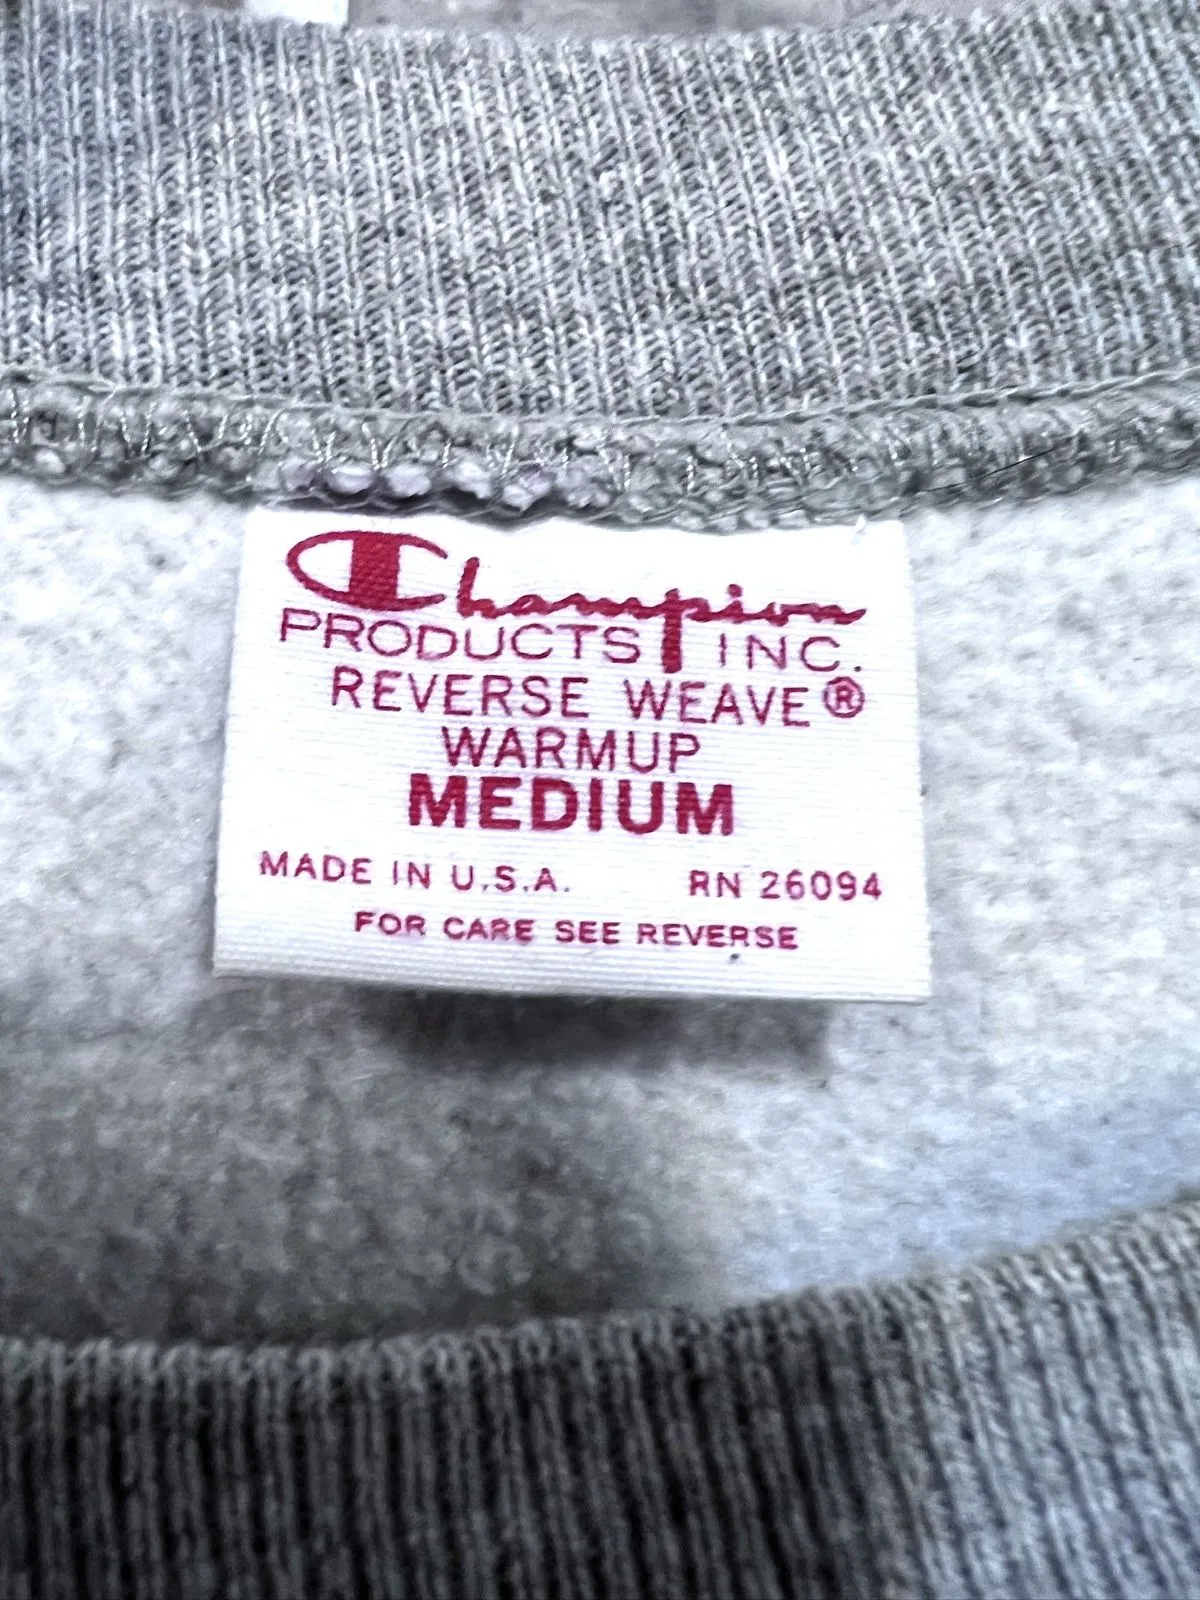 Champion
PRODUCTS INC.
REVERSE WEAVE®
WARMUP
MEDIUM
MADE IN U.S.A. RN 26094
FOR CARE SEE REVERSE